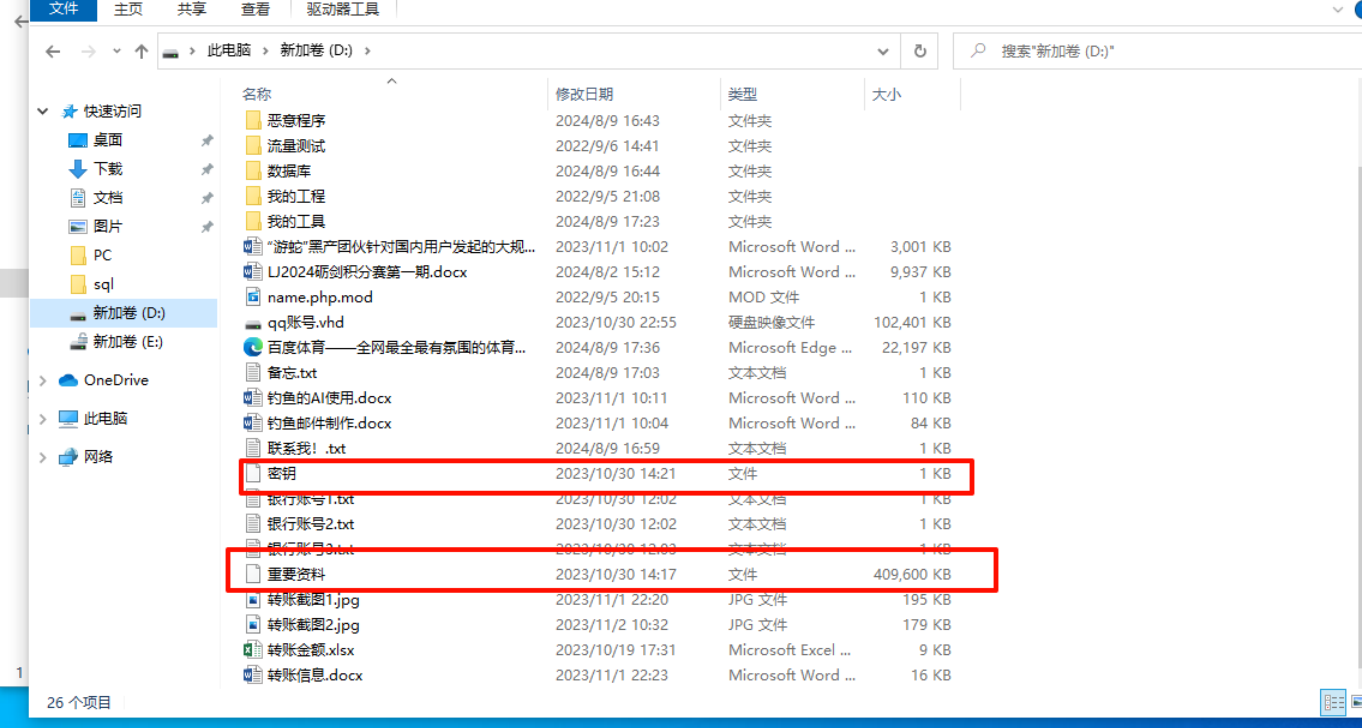 文件 主页 共享 查看 驱动器工具
此电脑 新加卷 (D:) 搜索"新加卷 (D:)"
名称 修改日期 类型 大小
快速访问
桌面
下载
文档
图片
PC
sql
新加卷 (D:)
新加卷 (E:)
OneDrive
此电脑
网络
恶意程序 2024/8/9 16:43 文件夹
流量测试 2022/9/6 14:41 文件夹
数据库 2024/8/9 16:44 文件夹
我的工程 2022/9/5 21:08 文件夹
我的工具 2024/8/9 17:23 文件夹
“游蛇”黑产团伙针对国内用户发起的大规... 2023/11/1 10:02 Microsoft Word ... 3,001 KB
LJ2024砺剑积分赛第一期.docx 2024/8/2 15:12 Microsoft Word ... 9,937 KB
name.php.mod 2022/9/5 20:15 MOD 文件 1 KB
qq账号.vhd 2023/10/30 22:55 硬盘映像文件 102,401 KB
百度体育——全网最全最有氛围的体育... 2024/8/9 17:36 Microsoft Edge ... 22,197 KB
备忘.txt 2024/8/9 17:03 文本文档 1 KB
钓鱼的AI使用.docx 2023/11/1 10:11 Microsoft Word ... 110 KB
钓鱼邮件制作.docx 2023/11/1 10:04 Microsoft Word ... 84 KB
联系我！.txt 2024/8/9 16:59 文本文档 1 KB
密钥 2023/10/30 14:21 文件 1 KB
银行账号1.txt 2023/10/30 12:02 文本文档 1 KB
银行账号2.txt 2023/10/30 12:02 文本文档 1 KB
银行账号3.txt 2023/10/30 12:03 文本文档 1 KB
重要资料 2023/10/30 14:17 文件 409,600 KB
转账截图1.jpg 2023/11/1 22:20 JPG 文件 195 KB
转账截图2.jpg 2023/11/2 10:32 JPG 文件 179 KB
转账金额.xlsx 2023/10/19 17:31 Microsoft Excel ... 9 KB
转账信息.docx 2023/11/1 22:23 Microsoft Word ... 16 KB
1
26 个项目